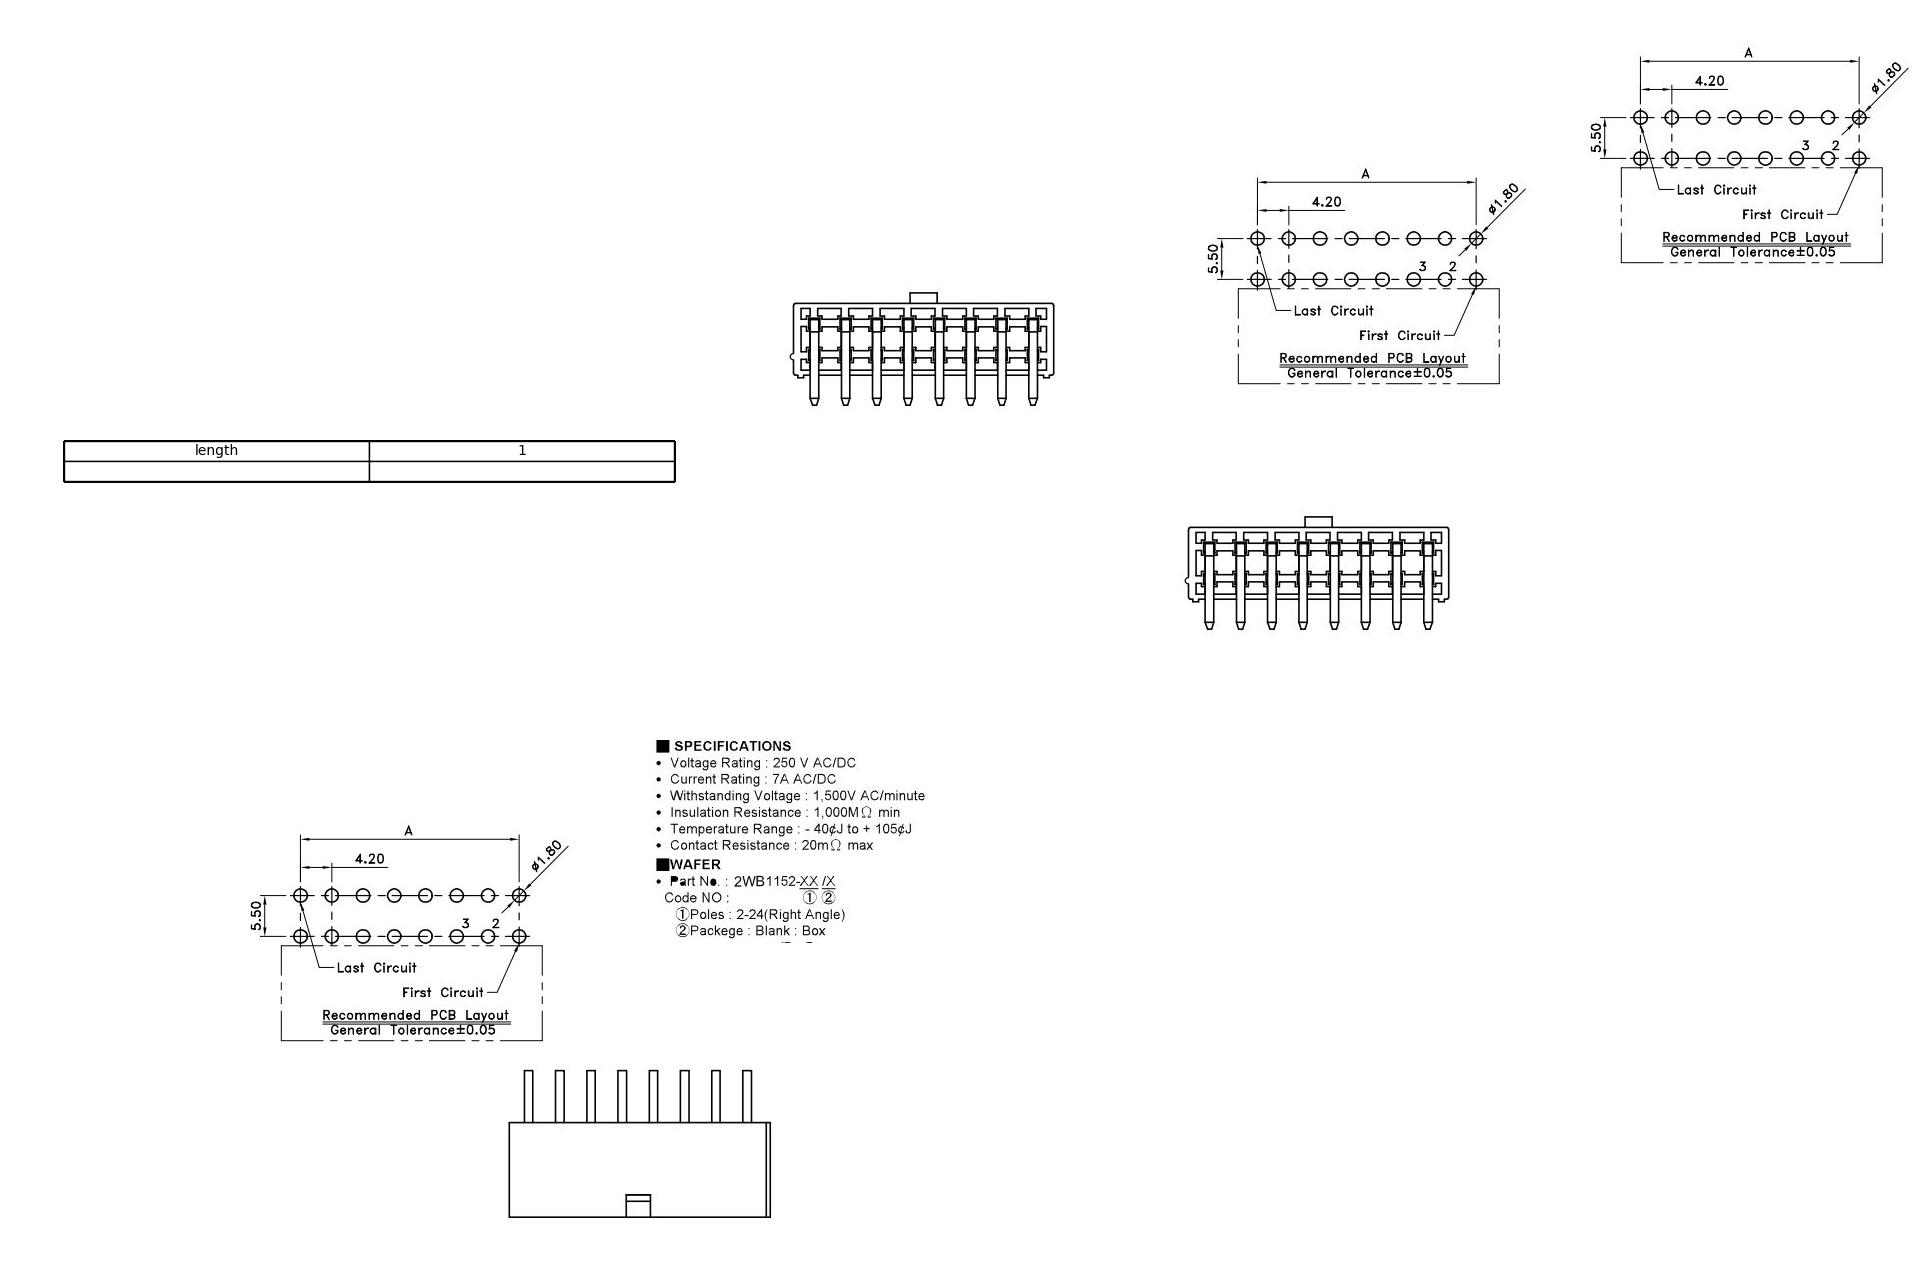 A
4.20
ø1.80
5.50
3 2
Last Circuit
First Circuit
Recommended PCB Layout
General Tolerance±0.05
A
4.20
ø1.80
5.50
3 2
Last Circuit
First Circuit
Recommended PCB Layout
General Tolerance±0.05
length 1
■ SPECIFICATIONS
• Voltage Rating : 250 V AC/DC
• Current Rating : 7A AC/DC
• Withstanding Voltage : 1,500V AC/minute
• Insulation Resistance : 1,000MΩ min
• Temperature Range : - 40¢J to + 105¢J
• Contact Resistance : 20mΩ max
■WAFER
• Part No. : 2WB1152-XX /X
Code NO : ① ②
①Poles : 2-24(Right Angle)
②Packege : Blank : Box
A
4.20
ø1.80
5.50
3 2
Last Circuit
First Circuit
Recommended PCB Layout
General Tolerance±0.05